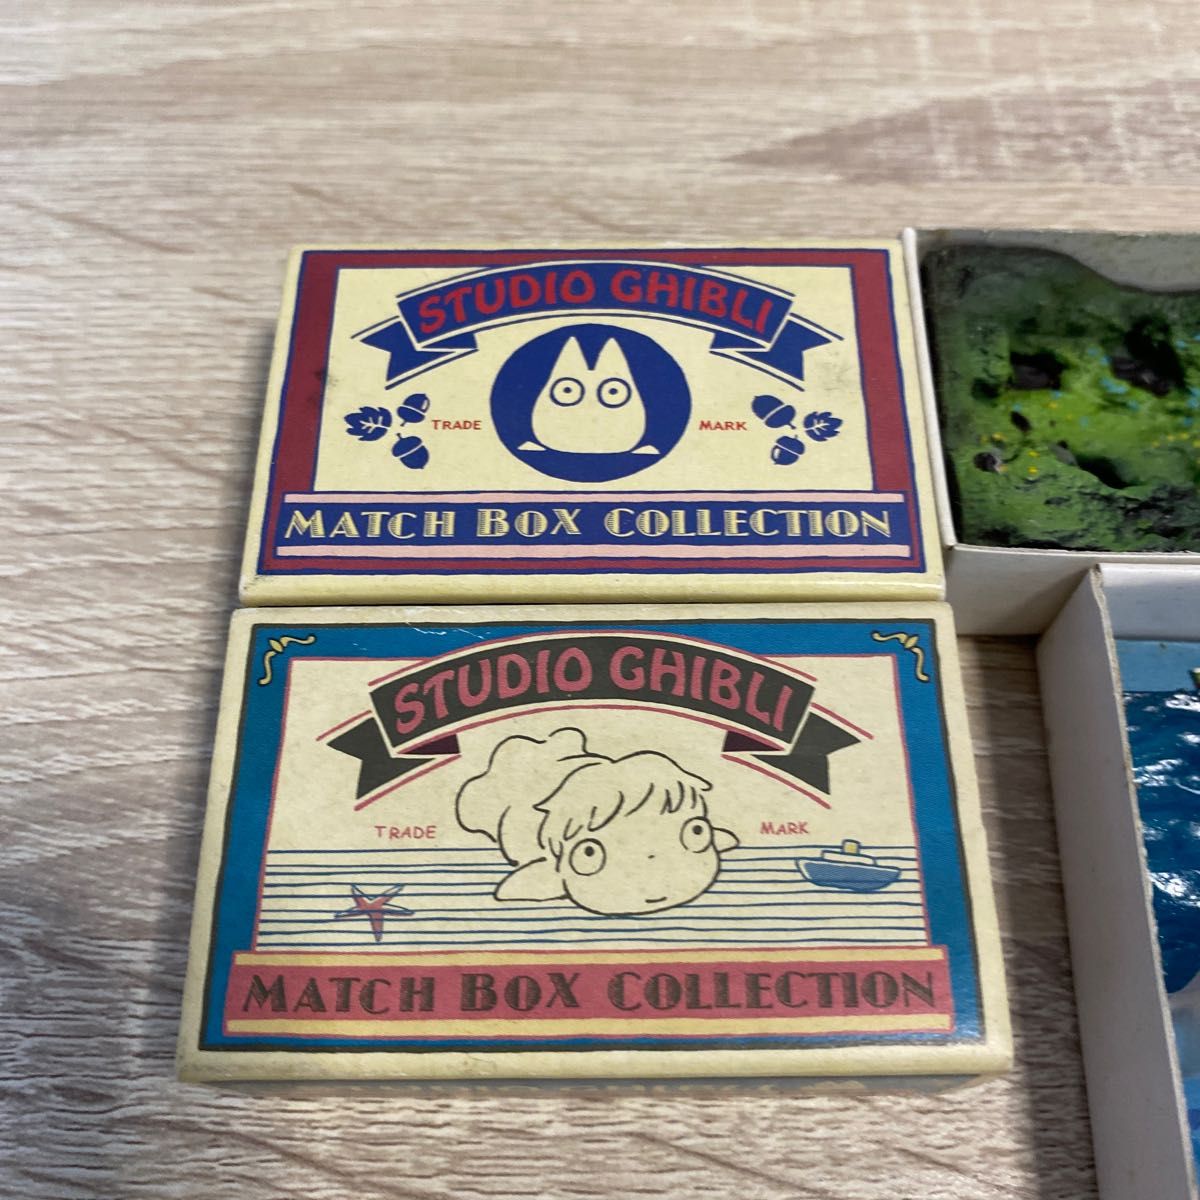 STUDIO GHIBLI
TRADE MARK
MATCH BOX COLLECTION
STUDIO GHIBLI
TRADE MARK
MATCH BOX COLLECTION